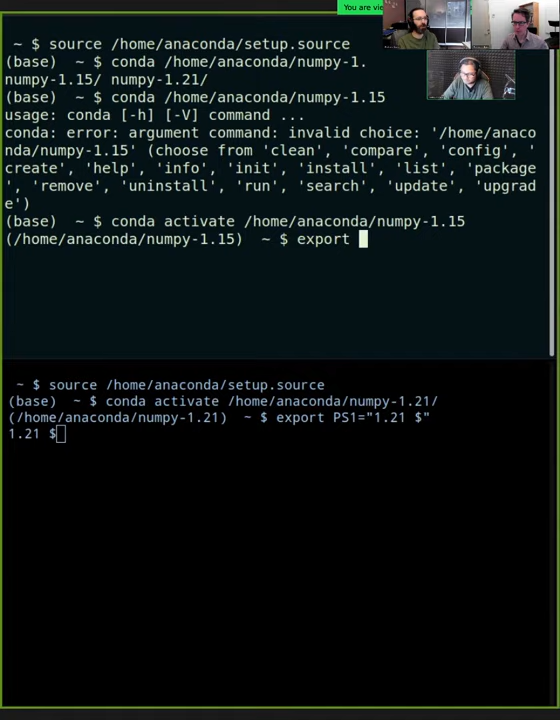 You are vie
~ $ source /home/anaconda/setup.source
(base)  ~ $ conda /home/anaconda/numpy-1.
numpy-1.15/ numpy-1.21/
(base)  ~ $ conda /home/anaconda/numpy-1.15
usage: conda [-h] [-V] command ...
conda: error: argument command: invalid choice: '/home/anaco
nda/numpy-1.15' (choose from 'clean', 'compare', 'config', '
create', 'help', 'info', 'init', 'install', 'list', 'package
', 'remove', 'uninstall', 'run', 'search', 'update', 'upgrad
e')
(base)  ~ $ conda activate /home/anaconda/numpy-1.15
(/home/anaconda/numpy-1.15)  ~ $ export
~ $ source /home/anaconda/setup.source
(base)  ~ $ conda activate /home/anaconda/numpy-1.21/
(/home/anaconda/numpy-1.21)  ~ $ export PS1="1.21 $"
1.21 $